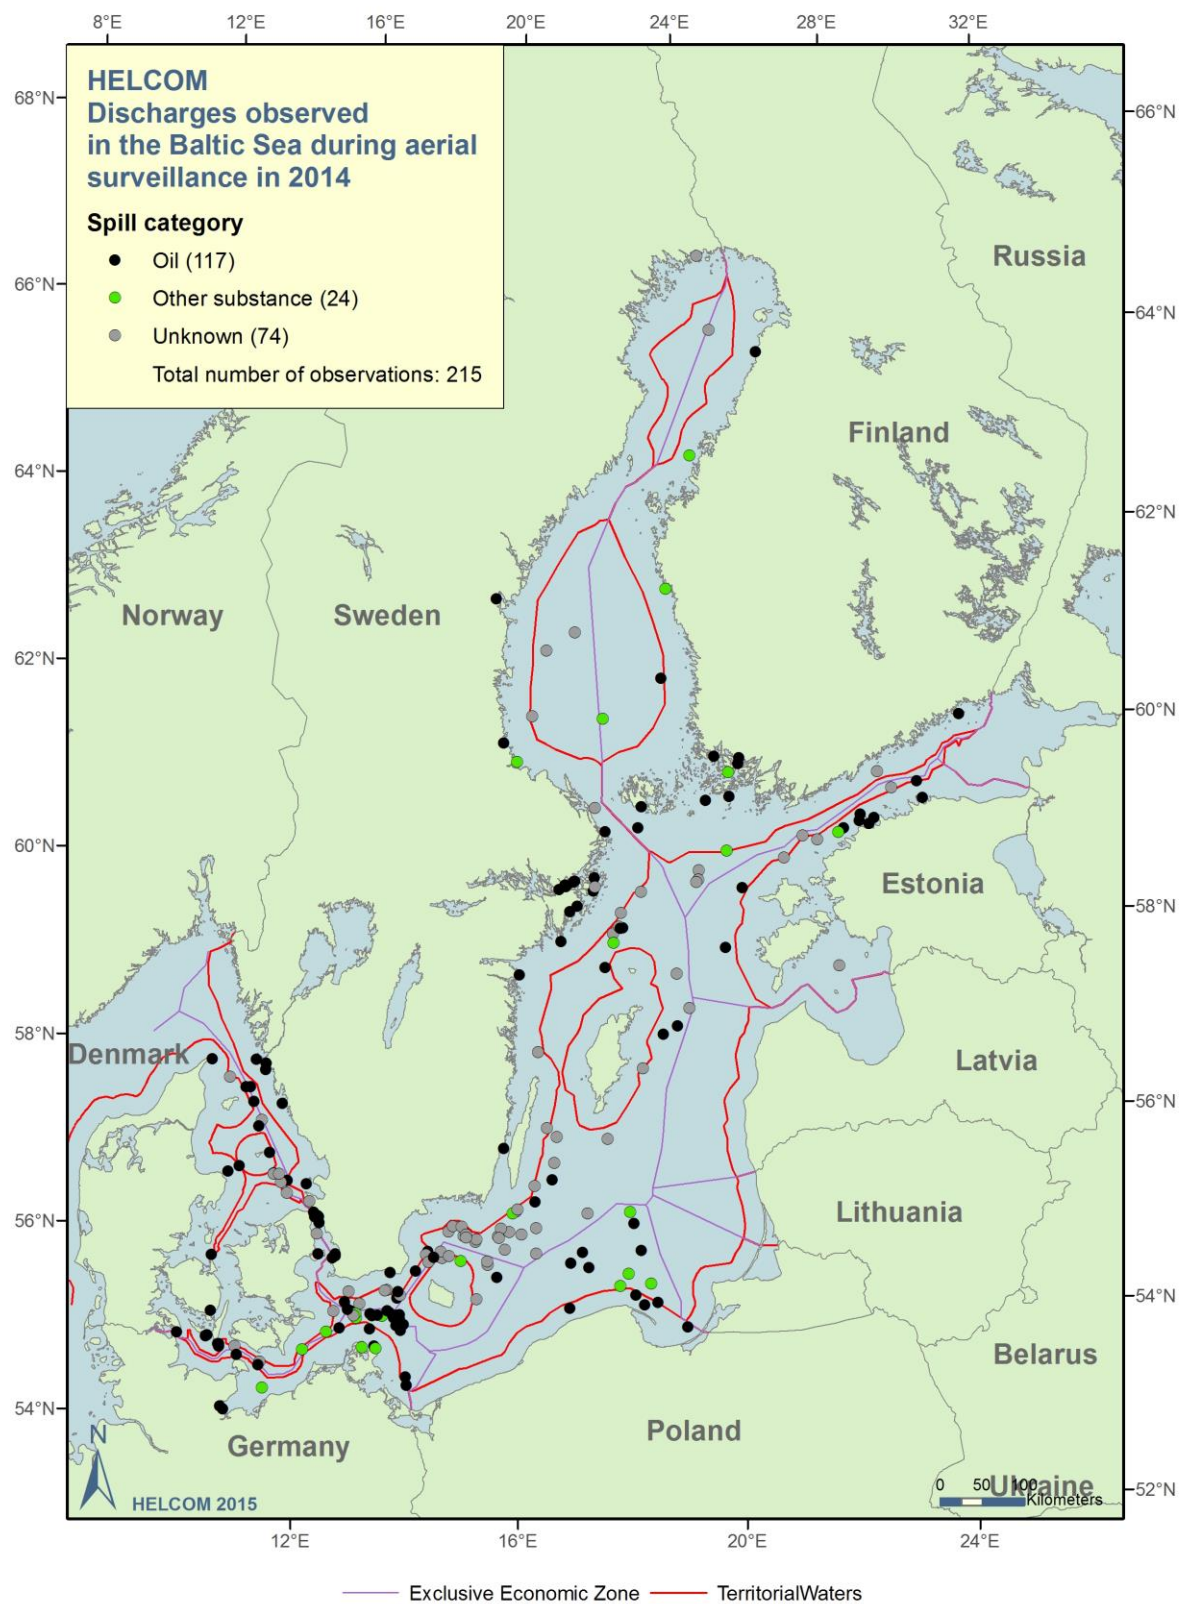 8°E 12°E 16°E 20°E 24°E 28°E 32°E
HELCOM
Discharges observed
in the Baltic Sea during aerial
surveillance in 2014
Spill category
Oil (117)
Other substance (24)
Unknown (74)
Total number of observations: 215
68°N
66°N
64°N
62°N
60°N
58°N
56°N
54°N
66°N
64°N
62°N
60°N
58°N
56°N
54°N
52°N
Russia
Finland
Norway
Sweden
Estonia
Denmark
Latvia
Lithuania
Belarus
Poland
Germany
Ukraine
N
HELCOM 2015
0 50 100
Kilometers
12°E 16°E 20°E 24°E
Exclusive Economic Zone TerritorialWaters